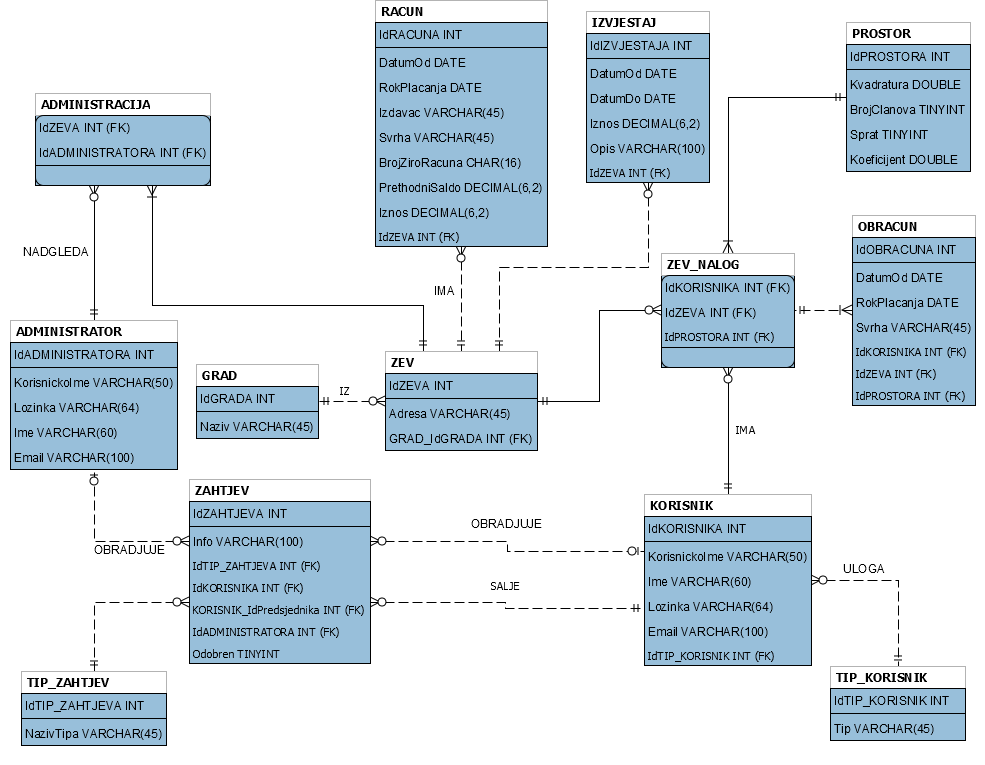 RACUN
IdRACUNA INT
DatumOd DATE
RokPlacanja DATE
Izdavac VARCHAR(45)
Svrha VARCHAR(45)
BrojZiroRacuna CHAR(16)
PrethodniSaldo DECIMAL(6,2)
Iznos DECIMAL(6,2)
IdZEVA INT (FK)
IZVJESTAJ
IdIZVJESTAJA INT
DatumOd DATE
DatumDo DATE
Iznos DECIMAL(6,2)
Opis VARCHAR(100)
IdZEVA INT (FK)
PROSTOR
IdPROSTORA INT
Kvadratura DOUBLE
BrojClanova TINYINT
Sprat TINYINT
Koeficijent DOUBLE
ADMINISTRACIJA
IdZEVA INT (FK)
IdADMINISTRATORA INT (FK)
NADGLEDA
IMA
ZEV_NALOG
IdKORISNIKA INT (FK)
IdZEVA INT (FK)
IdPROSTORA INT (FK)
OBRACUN
IdOBRACUNA INT
DatumOd DATE
RokPlacanja DATE
Svrha VARCHAR(45)
IdKORISNIKA INT (FK)
IdZEVA INT (FK)
IdPROSTORA INT (FK)
ADMINISTRATOR
IdADMINISTRATORA INT
KorisnickoIme VARCHAR(50)
Lozinka VARCHAR(64)
Ime VARCHAR(60)
Email VARCHAR(100)
GRAD
IdGRADA INT
Naziv VARCHAR(45)
IZ
ZEV
IdZEVA INT
Adresa VARCHAR(45)
GRAD_IdGRADA INT (FK)
IMA
ZAHTJEV
IdZAHTJEVA INT
Info VARCHAR(100)
IdTIP_ZAHTJEVA INT (FK)
IdKORISNIKA INT (FK)
KORISNIK_IdPredsjednika INT (FK)
IdADMINISTRATORA INT (FK)
Odobren TINYINT
OBRADJUJE
OBRADJUJE
SALJE
KORISNIK
IdKORISNIKA INT
KorisnickoIme VARCHAR(50)
Ime VARCHAR(60)
Lozinka VARCHAR(64)
Email VARCHAR(100)
IdTIP_KORISNIK INT (FK)
ULOGA
TIP_ZAHTJEV
IdTIP_ZAHTJEVA INT
NazivTipa VARCHAR(45)
TIP_KORISNIK
IdTIP_KORISNIK INT
Tip VARCHAR(45)